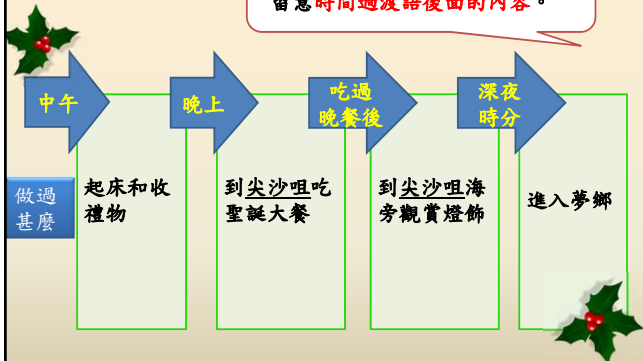 留意時間過渡語後面的內容。
中午
晚上
吃過
晚餐後
深夜
時分
做過
甚麼
起床和收
禮物
到尖沙咀吃
聖誕大餐
到尖沙咀海
旁觀賞燈飾
進入夢鄉